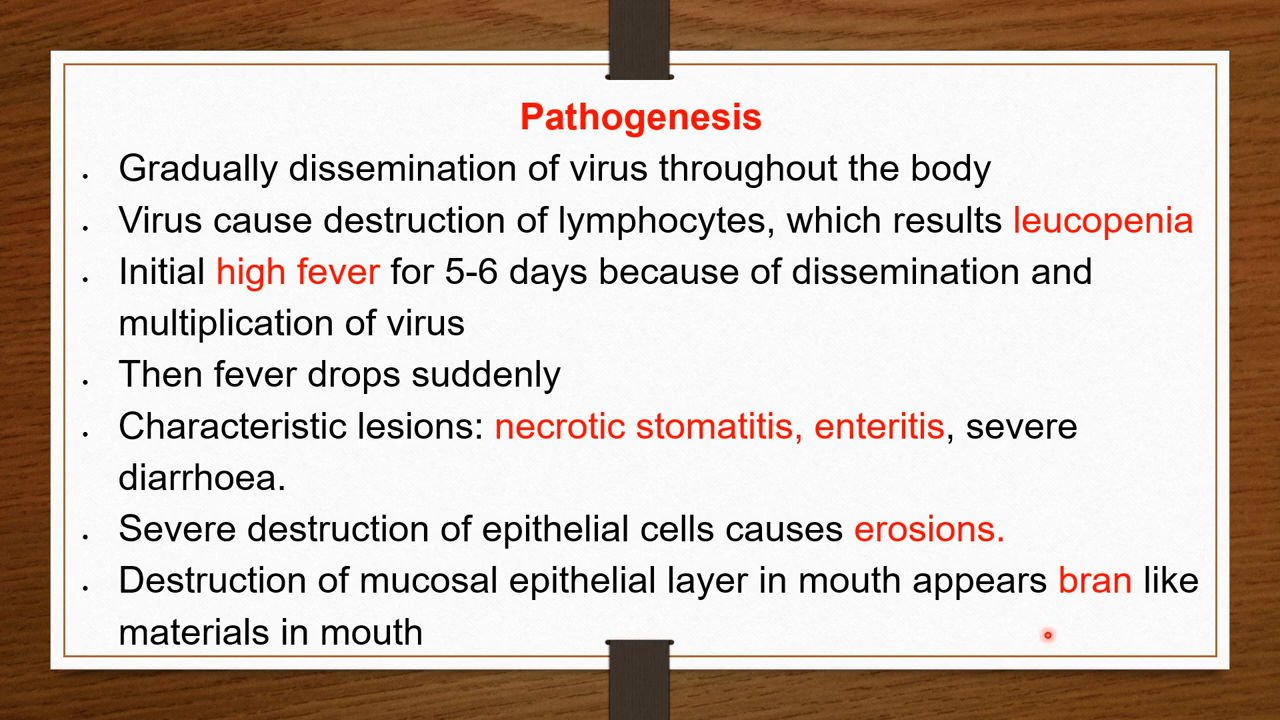 Pathogenesis
• Gradually dissemination of virus throughout the body
• Virus cause destruction of lymphocytes, which results leucopenia
• Initial high fever for 5-6 days because of dissemination and
multiplication of virus
• Then fever drops suddenly
• Characteristic lesions: necrotic stomatitis, enteritis, severe
diarrhoea.
• Severe destruction of epithelial cells causes erosions.
• Destruction of mucosal epithelial layer in mouth appears bran like
materials in mouth